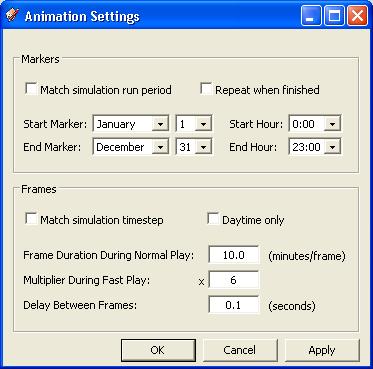 Animation Settings
Markers
Match simulation run period Repeat when finished
Start Marker: January 1 Start Hour: 0:00
End Marker: December 31 End Hour: 23:00
Frames
Match simulation timestep Daytime only
Frame Duration During Normal Play: 10.0 (minutes/frame)
Multiplier During Fast Play: x 6
Delay Between Frames: 0.1 (seconds)
OK Cancel Apply